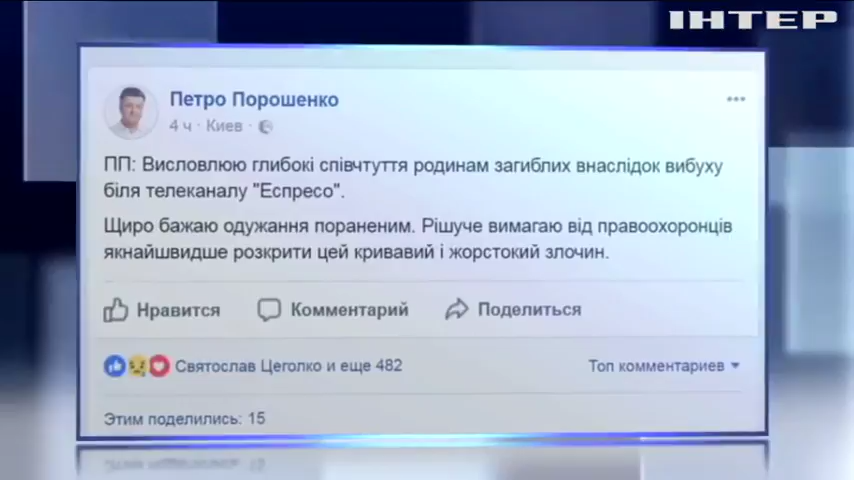 ІНТЕР
Петро Порошенко
4 ч · Киев ·
ПП: Висловлюю глибокі співчтуття родинам загиблих внаслідок вибуху
біля телеканалу "Еспресо".
Щиро бажаю одужання пораненим. Рішуче вимагаю від правоохоронців
якнайшвидше розкрити цей кривавий і жорстокий злочин.
Нравится Комментарий Поделиться
Святослав Цеголко и еще 482 Топ комментариев
Этим поделились: 15